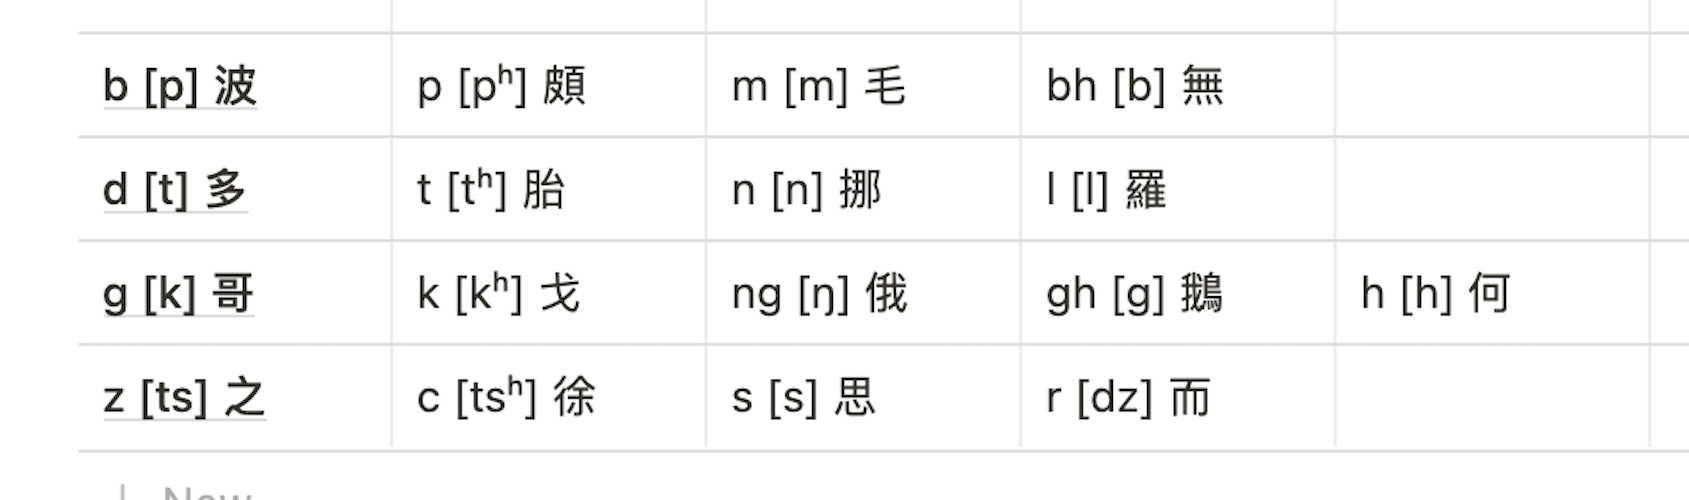 b [p] 波 p [pʰ] 頗 m [m] 毛 bh [b] 無
d [t] 多 t [tʰ] 胎 n [n] 挪 l [l] 羅
g [k] 哥 k [kʰ] 戈 ng [ŋ] 俄 gh [g] 鵝 h [h] 何
z [ts] 之 c [tsʰ] 徐 s [s] 思 r [dz] 而
New